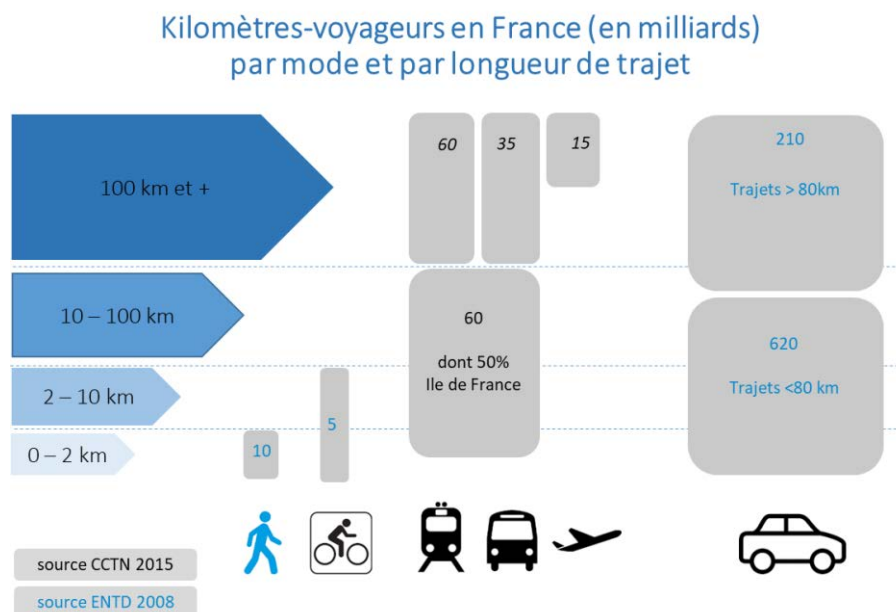 Kilomètres-voyageurs en France (en milliards)
par mode et par longueur de trajet
100 km et +
60
35
15
210
Trajets > 80km
10 – 100 km
60
dont 50%
Ile de France
620
Trajets <80 km
2 – 10 km
5
0 – 2 km
10
source CCTN 2015
source ENTD 2008